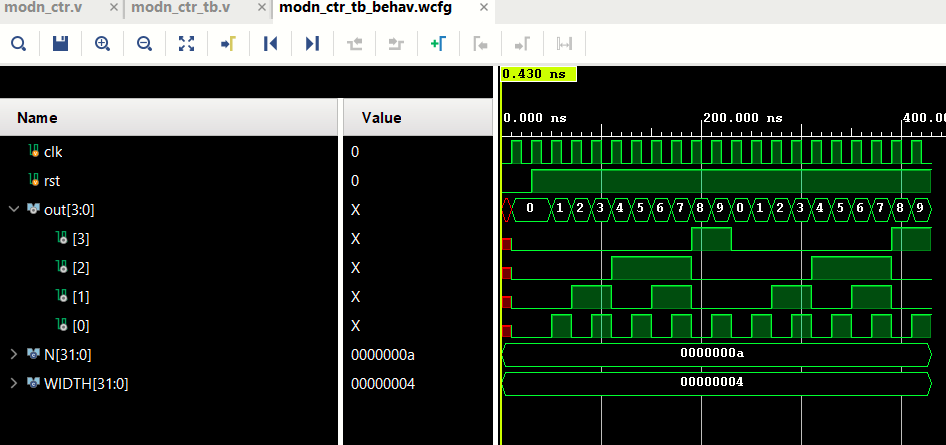 modn_ctr.v × modn_ctr_tb.v × modn_ctr_tb_behav.wcfg ×
0.430 ns
Name Value 0.000 ns 200.000 ns 400.00
clk 0
rst 0
out[3:0] X 0 1 2 3 4 5 6 7 8 9 0 1 2 3 4 5 6 7 8 9
[3] X
[2] X
[1] X
[0] X
N[31:0] 0000000a 0000000a
WIDTH[31:0] 00000004 00000004